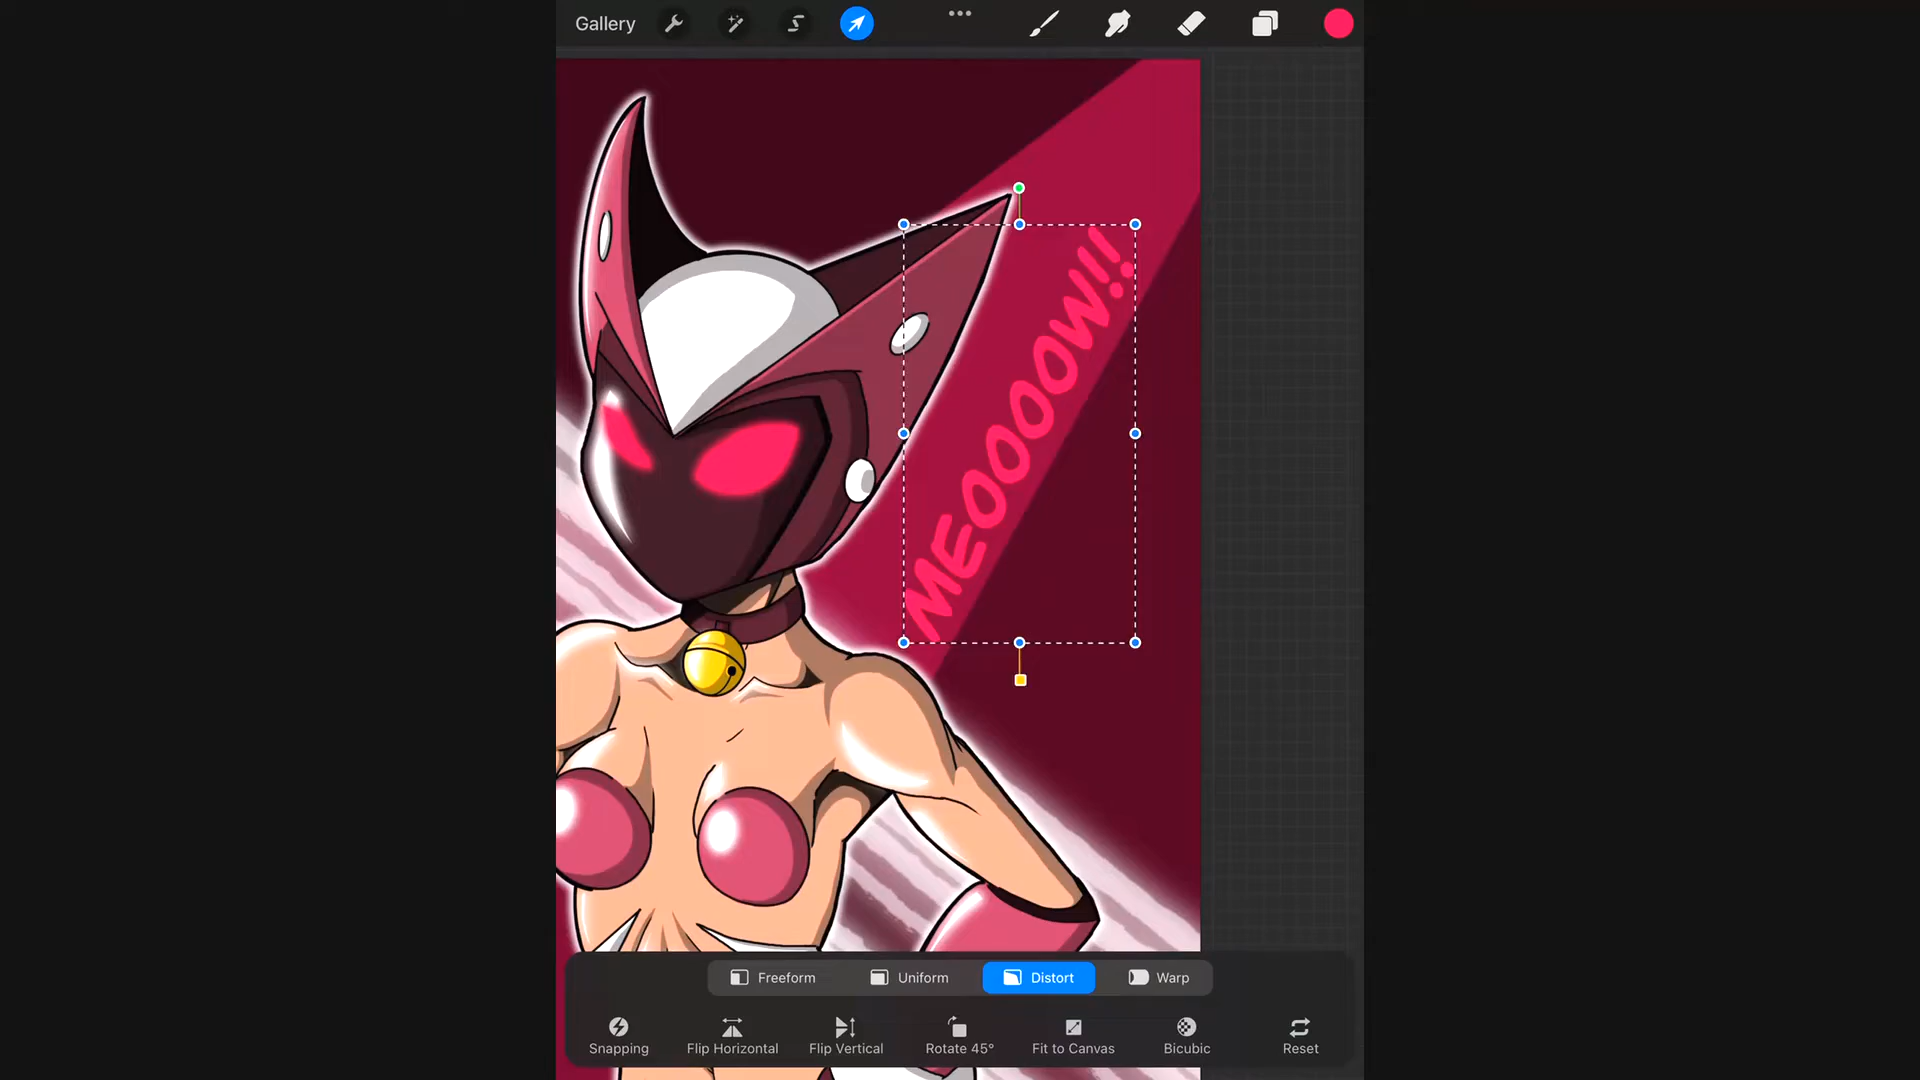 Gallery
MEOOOOW!!
Freeform Uniform Distort Warp
Snapping Flip Horizontal Flip Vertical Rotate 45° Fit to Canvas Bicubic Reset